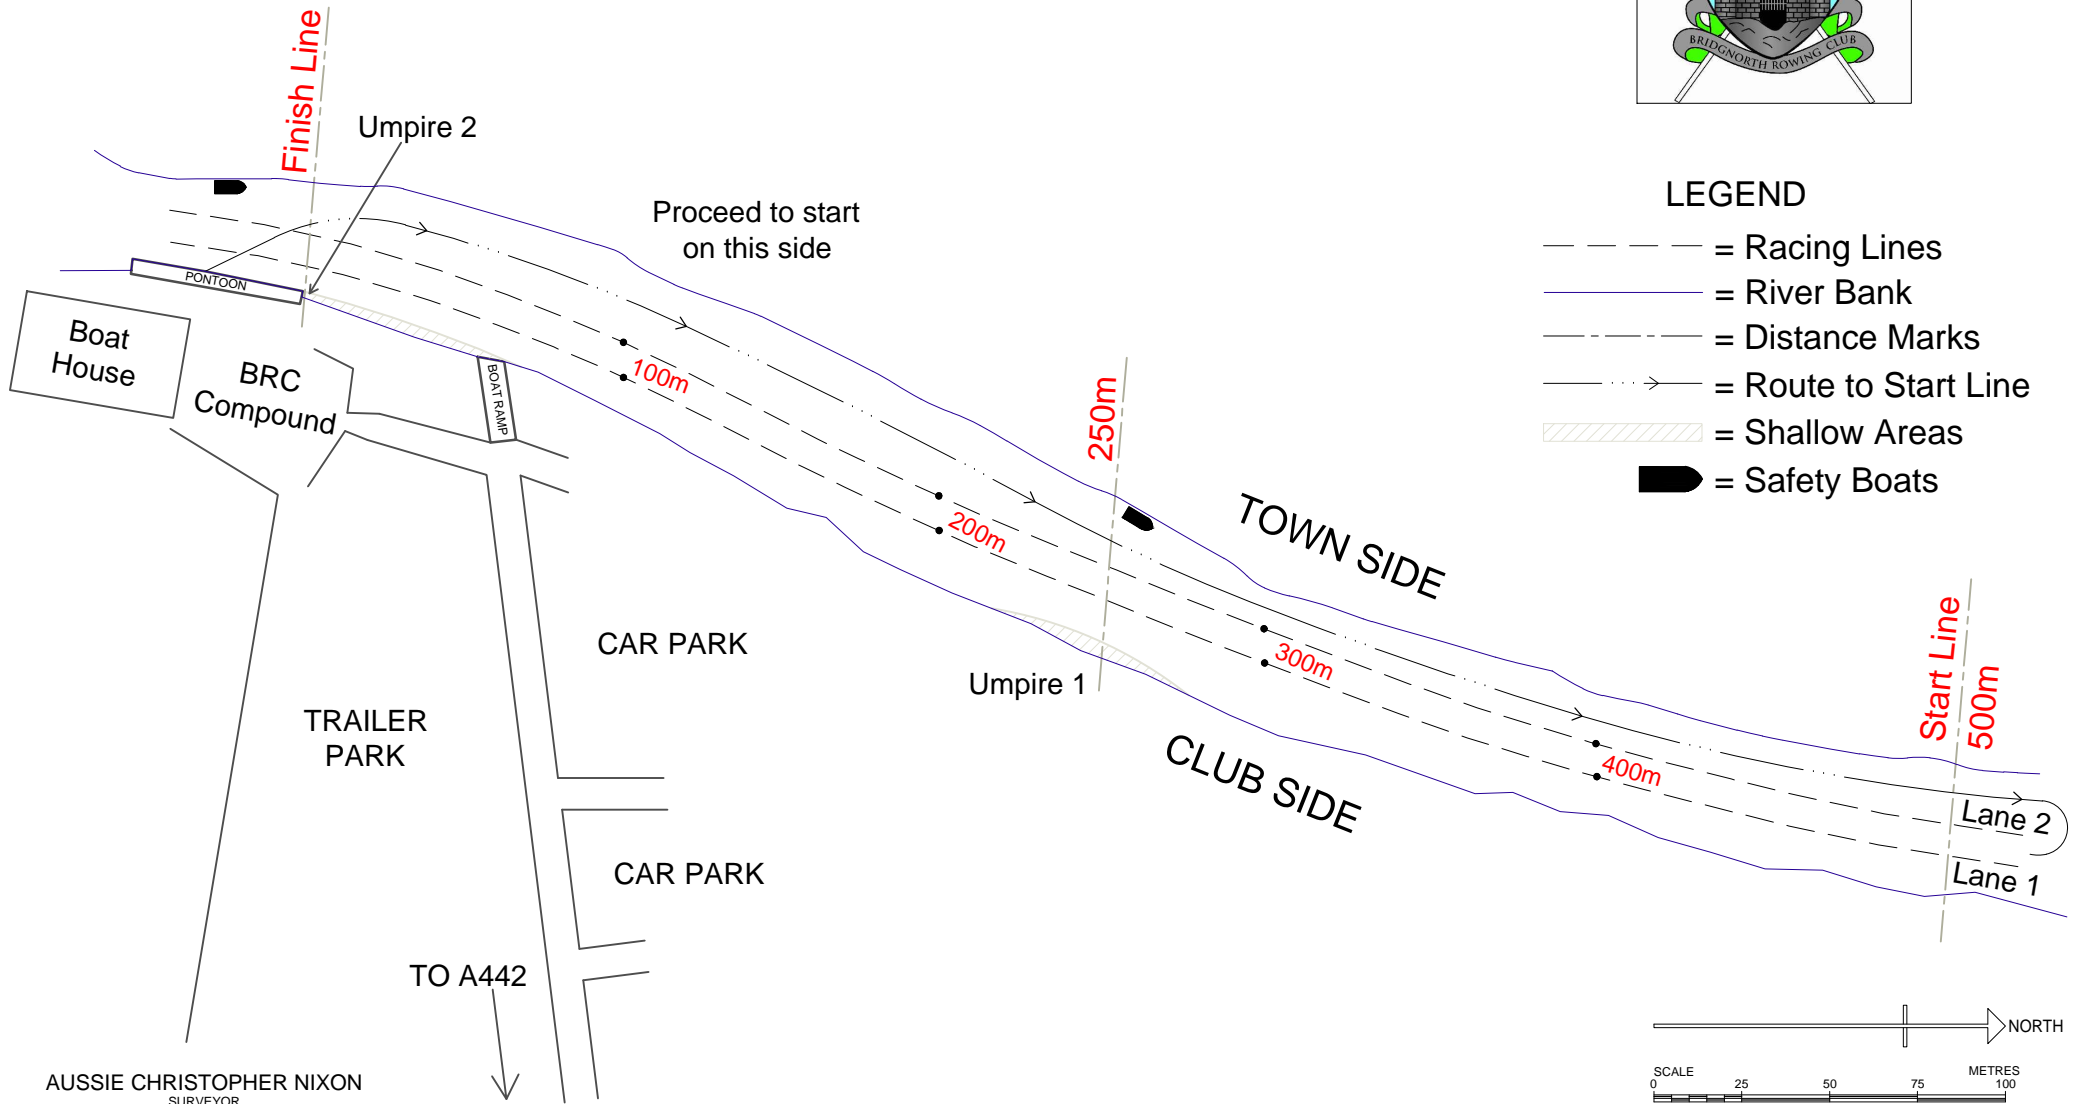 BRIDGNORTH ROWING CLUB
Finish Line
Umpire 2
Proceed to start
on this side
LEGEND
= Racing Lines
= River Bank
= Distance Marks
= Route to Start Line
= Shallow Areas
= Safety Boats
PONTOON
Boat
House
BRC
Compound
BOAT RAMP
100m
200m
250m
300m
400m
TOWN SIDE
CLUB SIDE
Umpire 1
Start Line
500m
Lane 2
Lane 1
CAR PARK
TRAILER
PARK
CAR PARK
TO A442
NORTH
SCALE
METRES
0 25 50 75 100
AUSSIE CHRISTOPHER NIXON
SURVEYOR